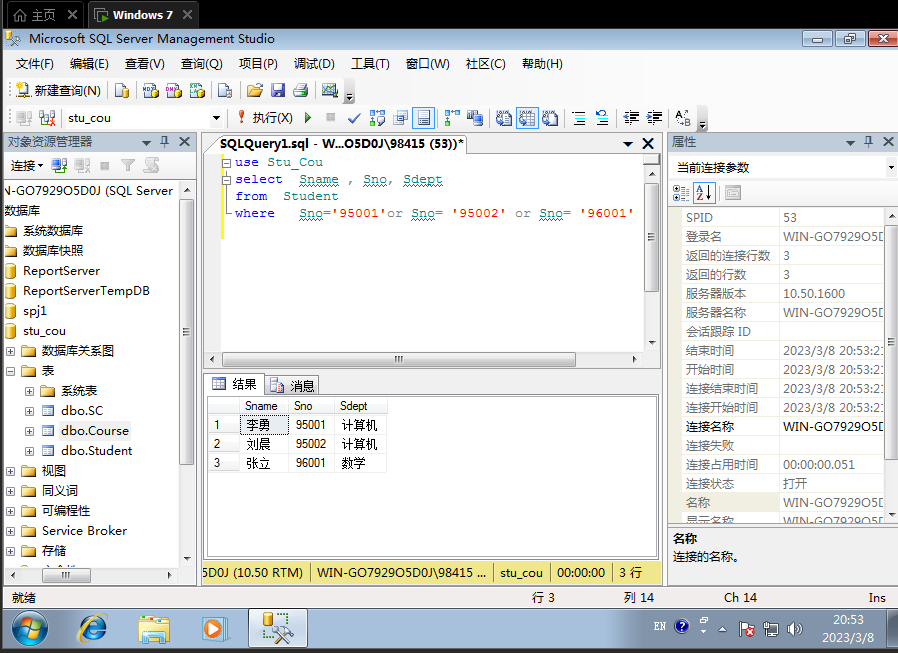 主页
Windows 7
Microsoft SQL Server Management Studio
文件(F) 编辑(E) 查看(V) 查询(Q) 项目(P) 调试(D) 工具(T) 窗口(W) 社区(C) 帮助(H)
新建查询(N)
stu_cou
执行(X)
对象资源管理器
连接
N-GO7929O5D0J (SQL Server
数据库
系统数据库
数据库快照
ReportServer
ReportServerTempDB
spj1
stu_cou
数据库关系图
表
系统表
dbo.SC
dbo.Course
dbo.Student
视图
同义词
可编程性
Service Broker
存储
SQLQuery1.sql - W...O5D0J\98415 (53))*
use Stu_Cou
select Sname , Sno, Sdept
from Student
where Sno='95001'or Sno= '95002' or Sno= '96001'
结果 消息
Sname Sno Sdept
1 李勇 95001 计算机
2 刘晨 95002 计算机
3 张立 96001 数学
5D0J (10.50 RTM) WIN-GO7929O5D0J\98415 ... stu_cou 00:00:00 3 行
属性
当前连接参数
SPID 53
登录名 WIN-GO7929O5D
返回的连接行数 3
返回的行数 3
服务器版本 10.50.1600
服务器名称 WIN-GO7929O5D
会话跟踪 ID
结束时间 2023/3/8 20:53:21
开始时间 2023/3/8 20:53:21
连接结束时间 2023/3/8 20:53:21
连接开始时间 2023/3/8 20:53:21
连接名称 WIN-GO7929O5D
连接失败
连接占用时间 00:00:00.051
连接状态 打开
名称 WIN-GO7929O5D
显示名称 WIN-GO7929O5D
名称
连接的名称。
就绪 行 3 列 14 Ch 14 Ins
EN
20:53
2023/3/8